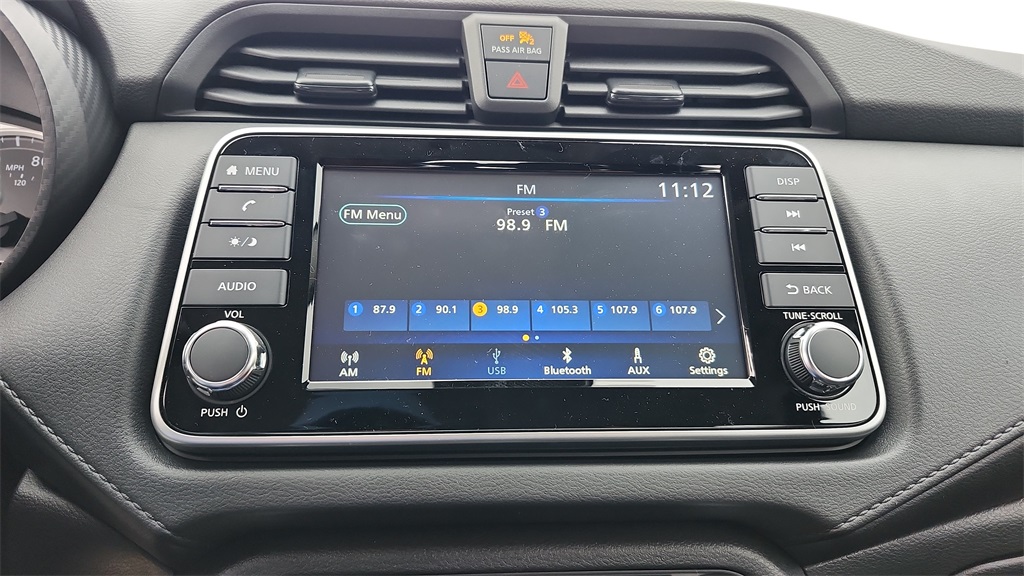 OFF
PASS AIR BAG
80
MPH
120
MENU
AUDIO
VOL
PUSH
FM
11:12
FM Menu
Preset 3
98.9 FM
1 87.9
2 90.1
3 98.9
4 105.3
5 107.9
6 107.9
AM
FM
USB
Bluetooth
AUX
Settings
DISP
BACK
TUNE·SCROLL
PUSH SOUND